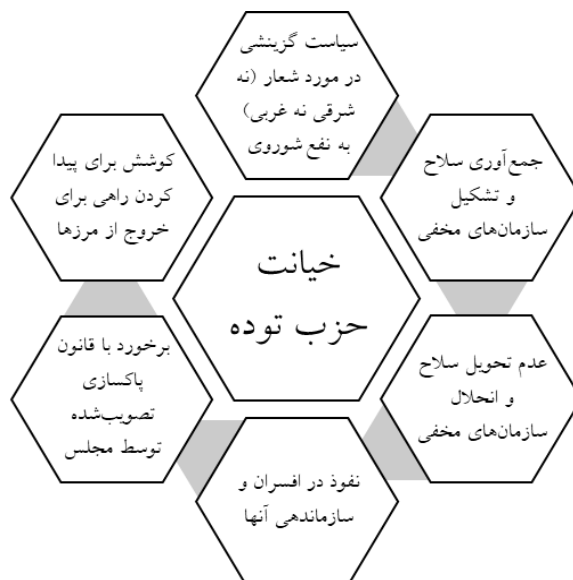 سیاست گزینشی
در مورد شعار (نه
شرقی نه غربی)
به نفع شوروی
جمع‌آوری سلاح
و تشکیل
سازمان‌های مخفی
عدم تحویل سلاح
و انحلال
سازمان‌های مخفی
نفوذ در افسران و
سازماندهی آنها
برخورد با قانون
پاکسازی
تصویب‌شده
توسط مجلس
کوشش برای پیدا
کردن راهی برای
خروج از مرزها
خیانت
حزب توده